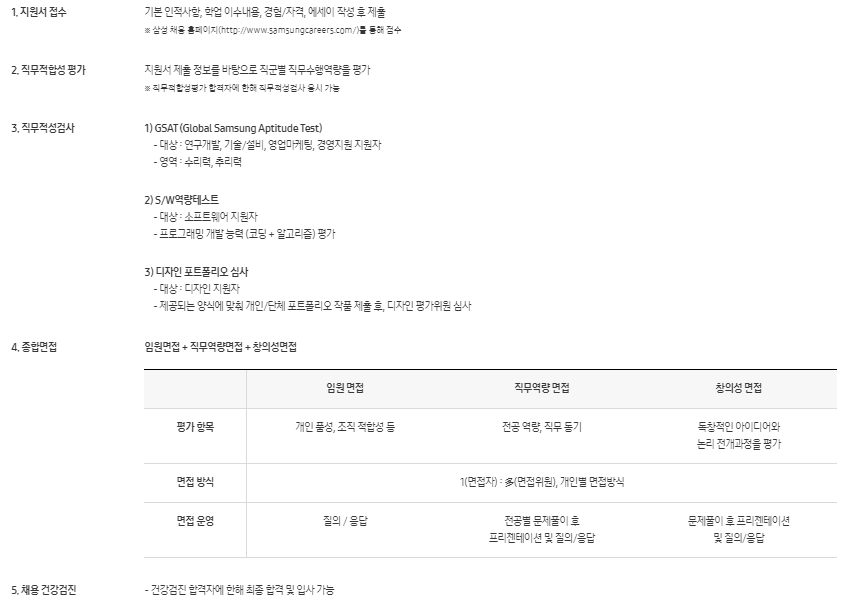 1. 지원서 접수
기본 인적사항, 학업 이수내용, 경험/자격, 에세이 작성 후 제출
※ 삼성 채용 홈페이지(http://www.samsungcareers.com/)를 통해 접수
2. 직무적합성 평가
지원서 제출 정보를 바탕으로 직군별 직무수행역량을 평가
※ 직무적합성평가 합격자에 한해 직무적성검사 응시 가능
3. 직무적성검사
1) GSAT(Global Samsung Aptitude Test)
- 대상 : 연구개발, 기술/설비, 영업마케팅, 경영지원 지원자
- 영역 : 수리력, 추리력
2) S/W역량테스트
- 대상 : 소프트웨어 지원자
- 프로그래밍 개발 능력 (코딩 + 알고리즘) 평가
3) 디자인 포트폴리오 심사
- 대상 : 디자인 지원자
- 제공되는 양식에 맞춰 개인/단체 포트폴리오 작품 제출 후, 디자인 평가위원 심사
4. 종합면접
임원면접 + 직무역량면접 + 창의성면접
임원 면접
직무역량 면접
창의성 면접
평가 항목
개인 품성, 조직 적합성 등
전공 역량, 직무 동기
독창적인 아이디어와
논리 전개과정을 평가
면접 방식
1(면접자) : 多(면접위원), 개인별 면접방식
면접 운영
질의 / 응답
전공별 문제풀이 후
프리젠테이션 및 질의/응답
문제풀이 후 프리젠테이션
및 질의/응답
5. 채용 건강검진
- 건강검진 합격자에 한해 최종 합격 및 입사 가능